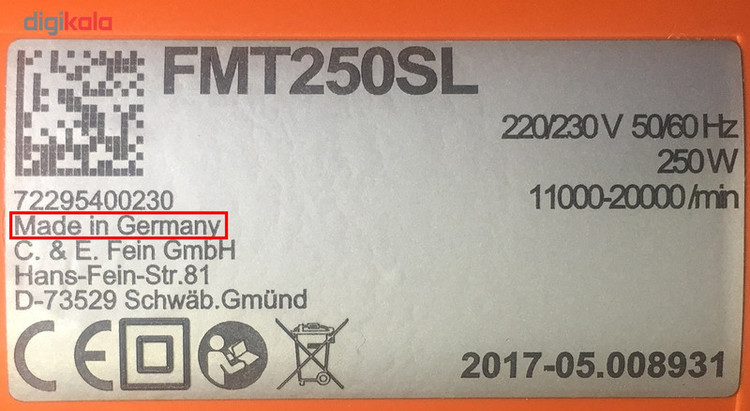 digikala
FMT250SL
220/230 V 50/60 Hz
250 W
11000-20000 /min
72295400230
Made in Germany
C. & E. Fein GmbH
Hans-Fein-Str.81
D-73529 Schwäb.Gmünd
CE
2017-05.008931